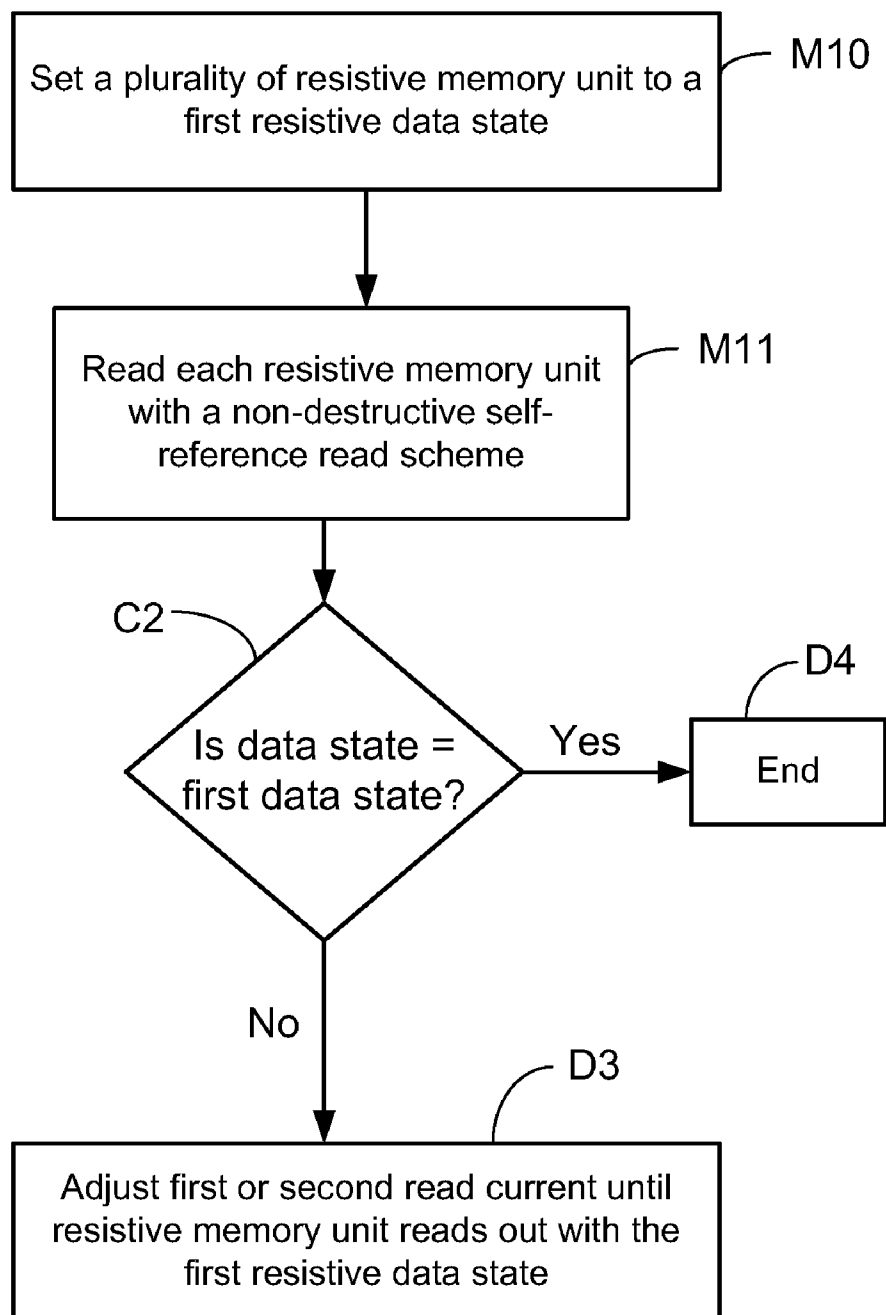 M10
Set a plurality of resistive memory unit to a
first resistive data state
M11
Read each resistive memory unit
with a non-destructive self-
reference read scheme
C2
Is data state =
first data state?
Yes
D4
End
No
D3
Adjust first or second read current until
resistive memory unit reads out with the
first resistive data state